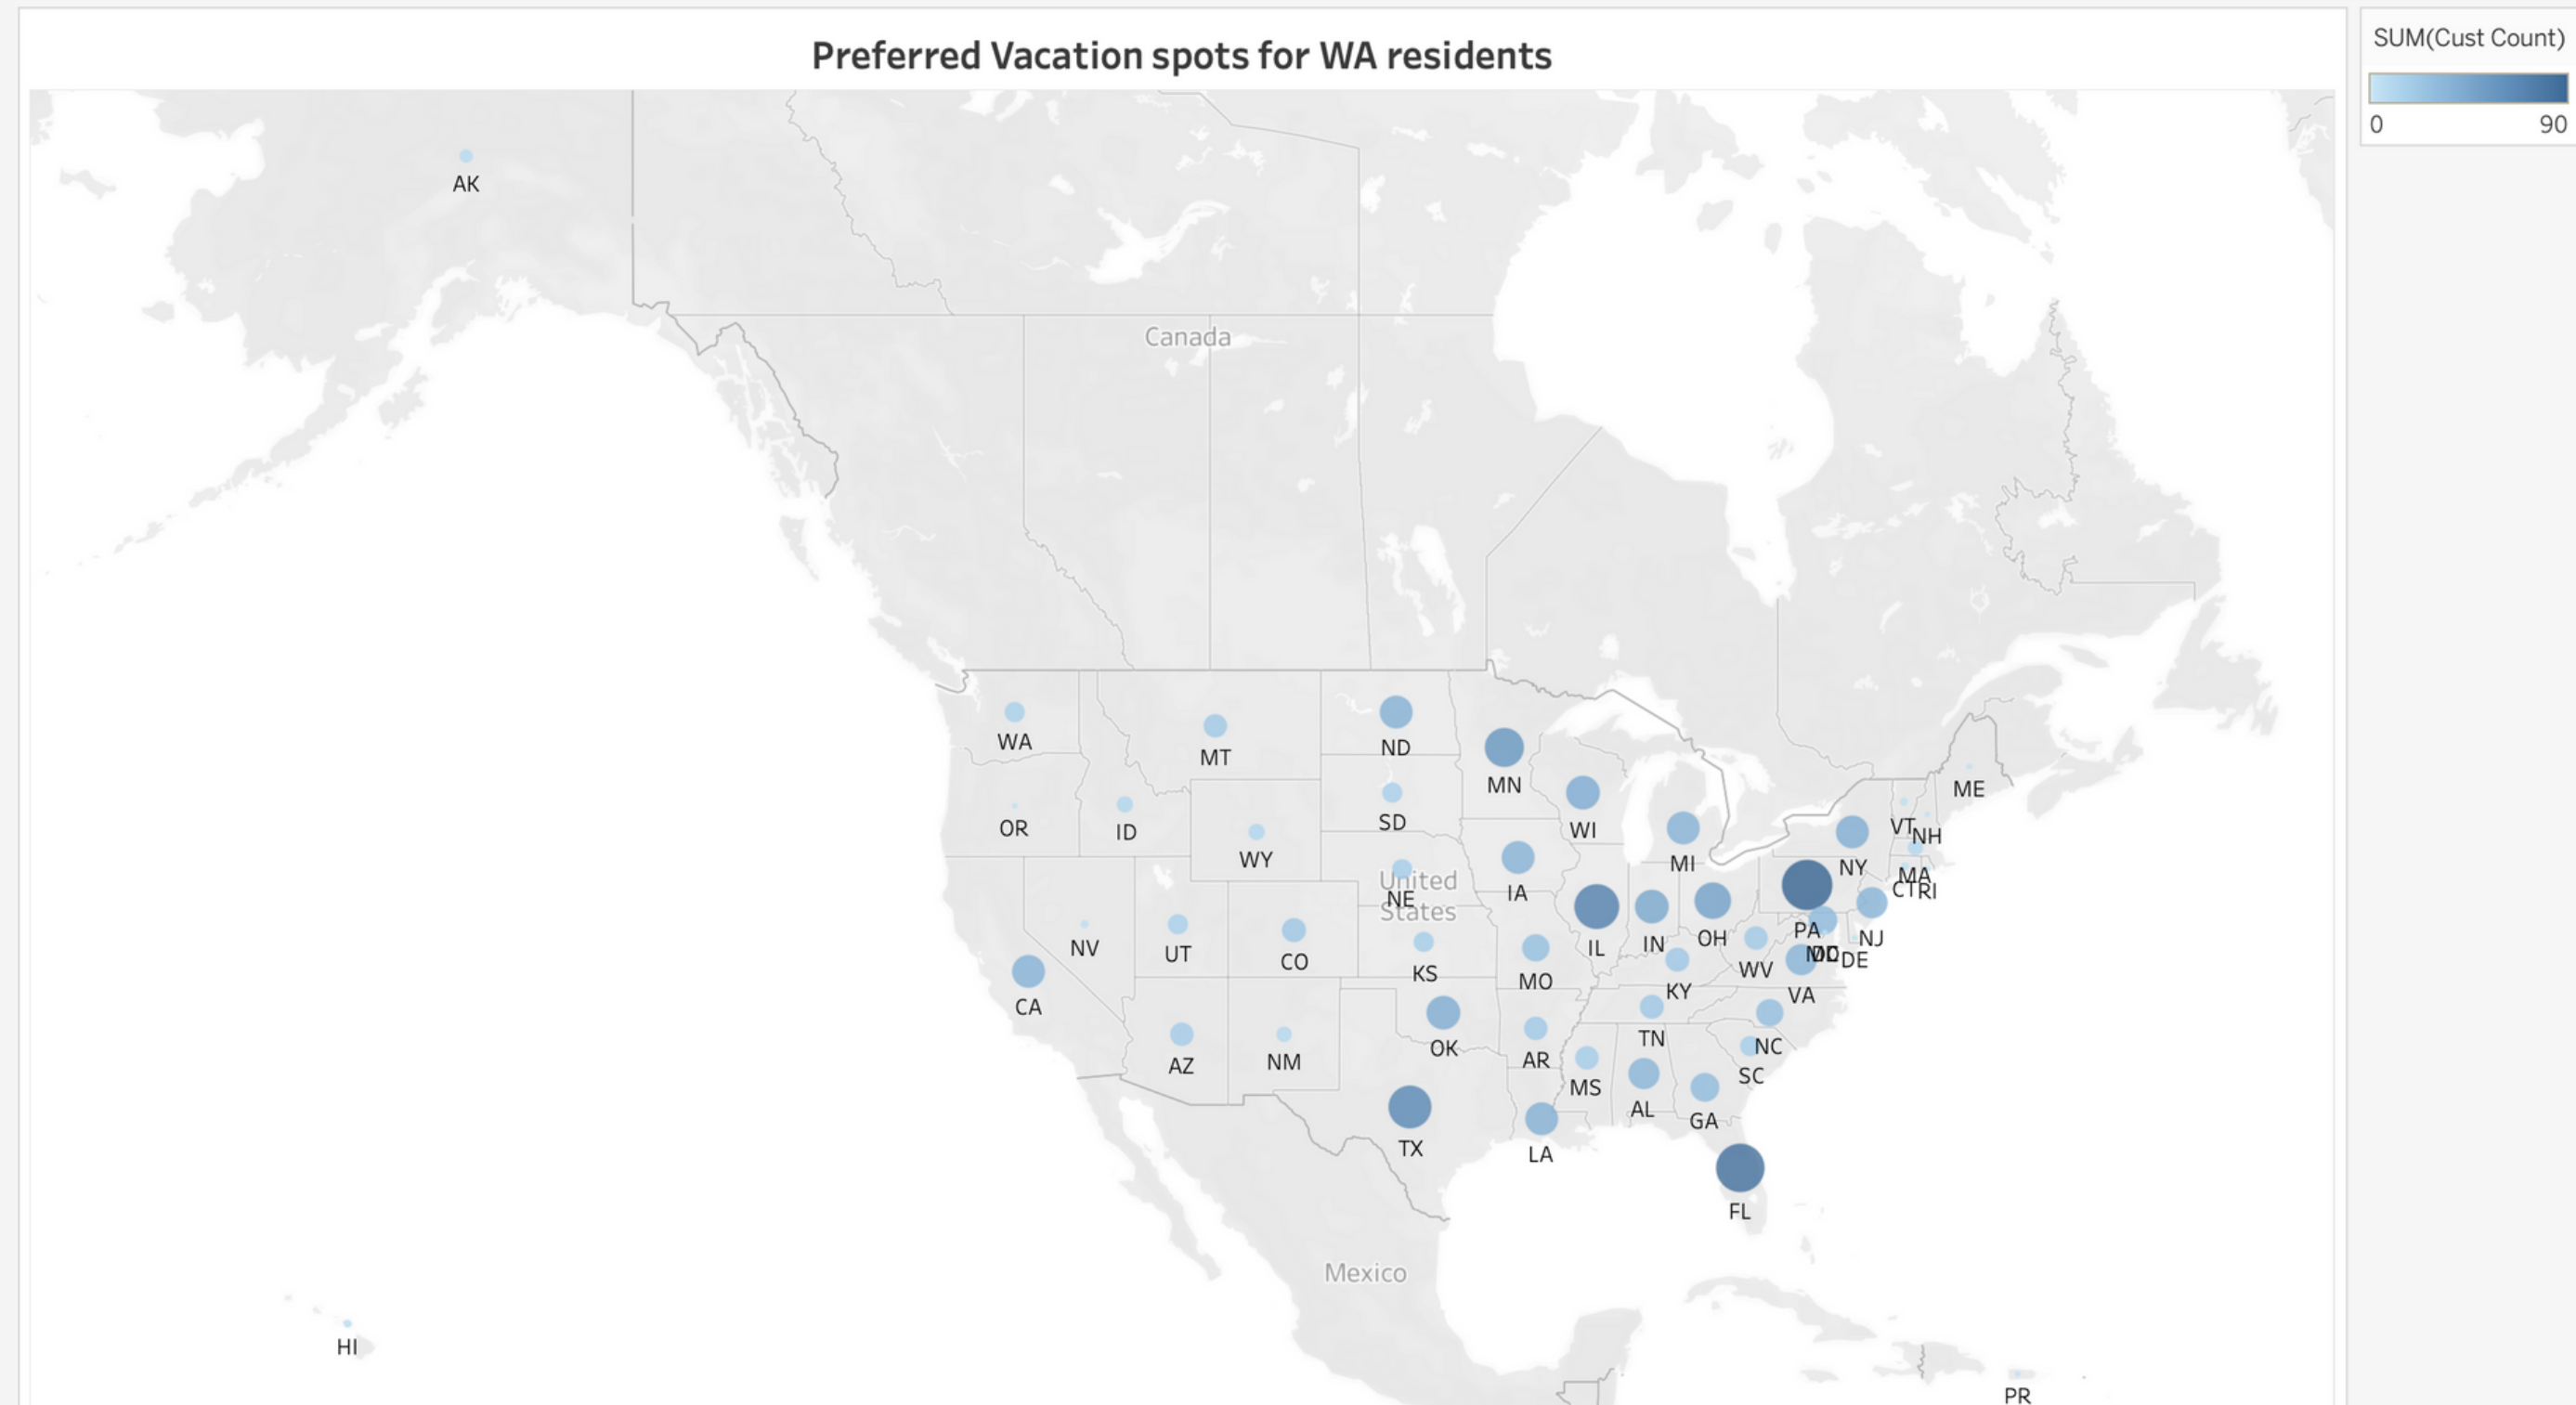 Preferred Vacation spots for WA residents
SUM(Cust Count)
0 90
AK
Canada
WA
MT
ND
MN
ME
OR
ID
WY
SD
WI
MI
NY
VT
NH
NE
United
States
IA
MA
CT
RI
NV
UT
CO
KS
MO
IL
IN
OH
PA
NJ
WV
DC
DE
CA
KY
VA
AZ
NM
OK
AR
TN
NC
MS
SC
AL
GA
TX
LA
FL
Mexico
HI
PR